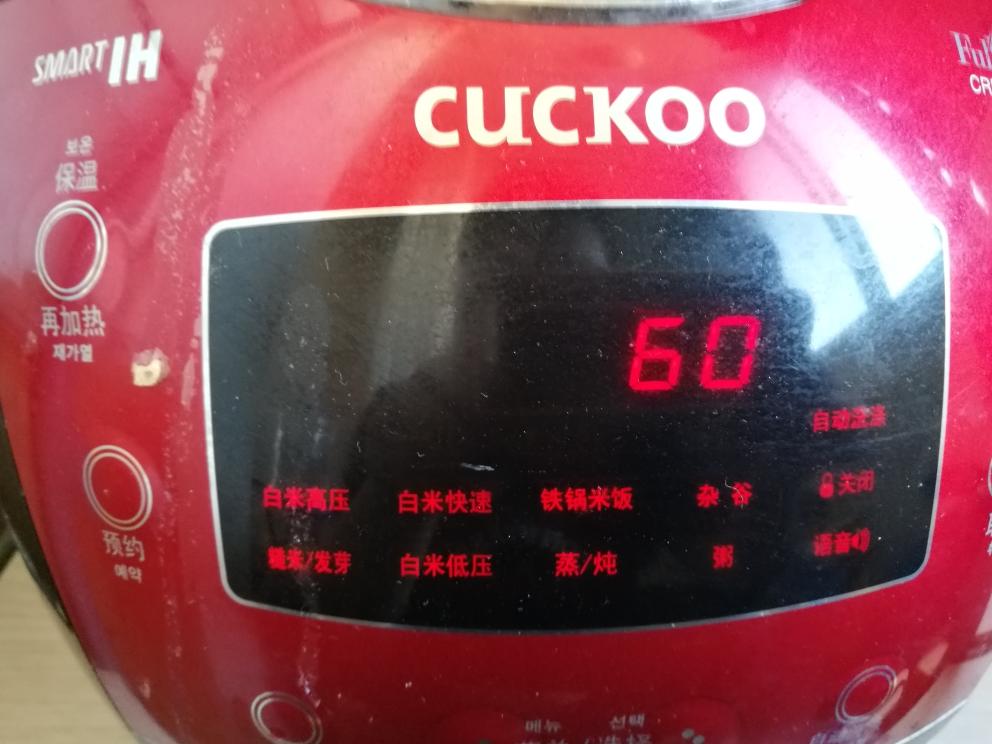 SMART IH
CUCKOO
보온
保温
再加热
재가열
预约
예약
60
自动洗涤
白米高压 白米快速 铁锅米饭 杂谷 关闭
糙米/发芽 白米低压 蒸/炖 粥 语音
메뉴 선택